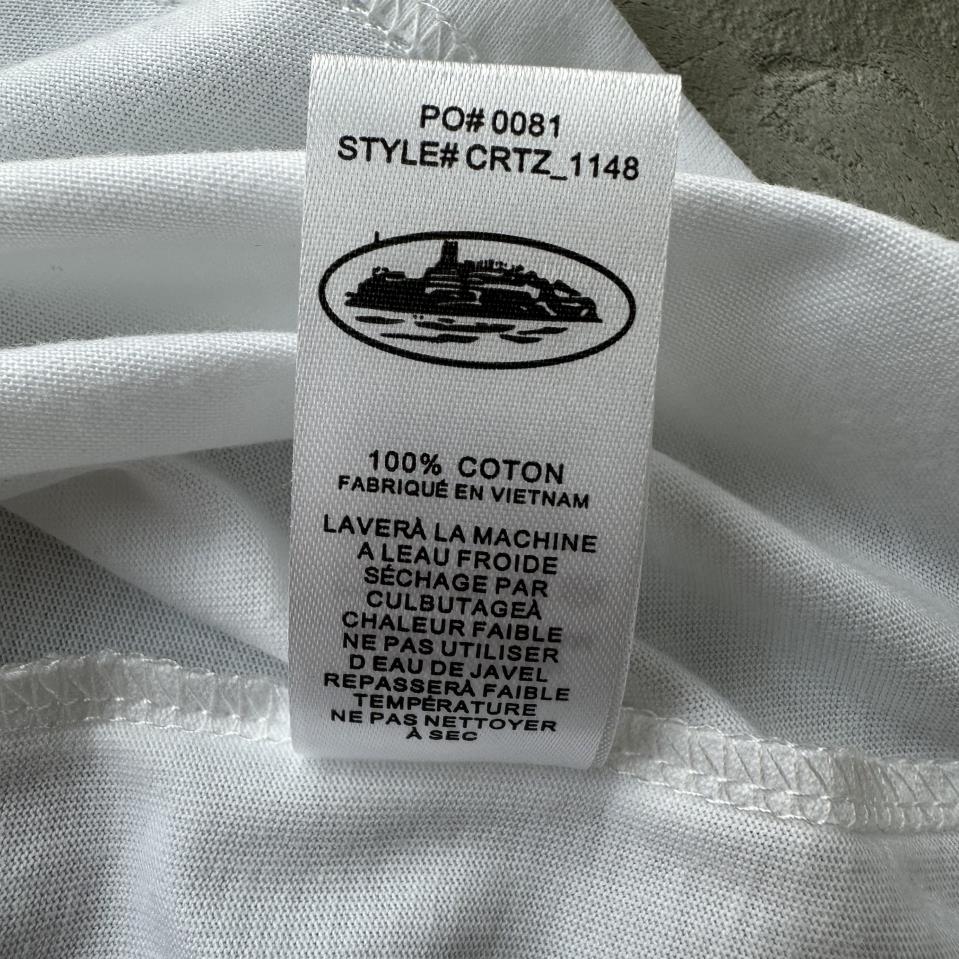 PO# 0081
STYLE# CRTZ_1148
100% COTON
FABRIQUÉ EN VIETNAM
LAVERÀ LA MACHINE
A LEAU FROIDE
SÉCHAGE PAR
CULBUTAGEÀ
CHALEUR FAIBLE
NE PAS UTILISER
D EAU DE JAVEL
REPASSERÀ FAIBLE
TEMPÉRATURE
NE PAS NETTOYER
À SEC